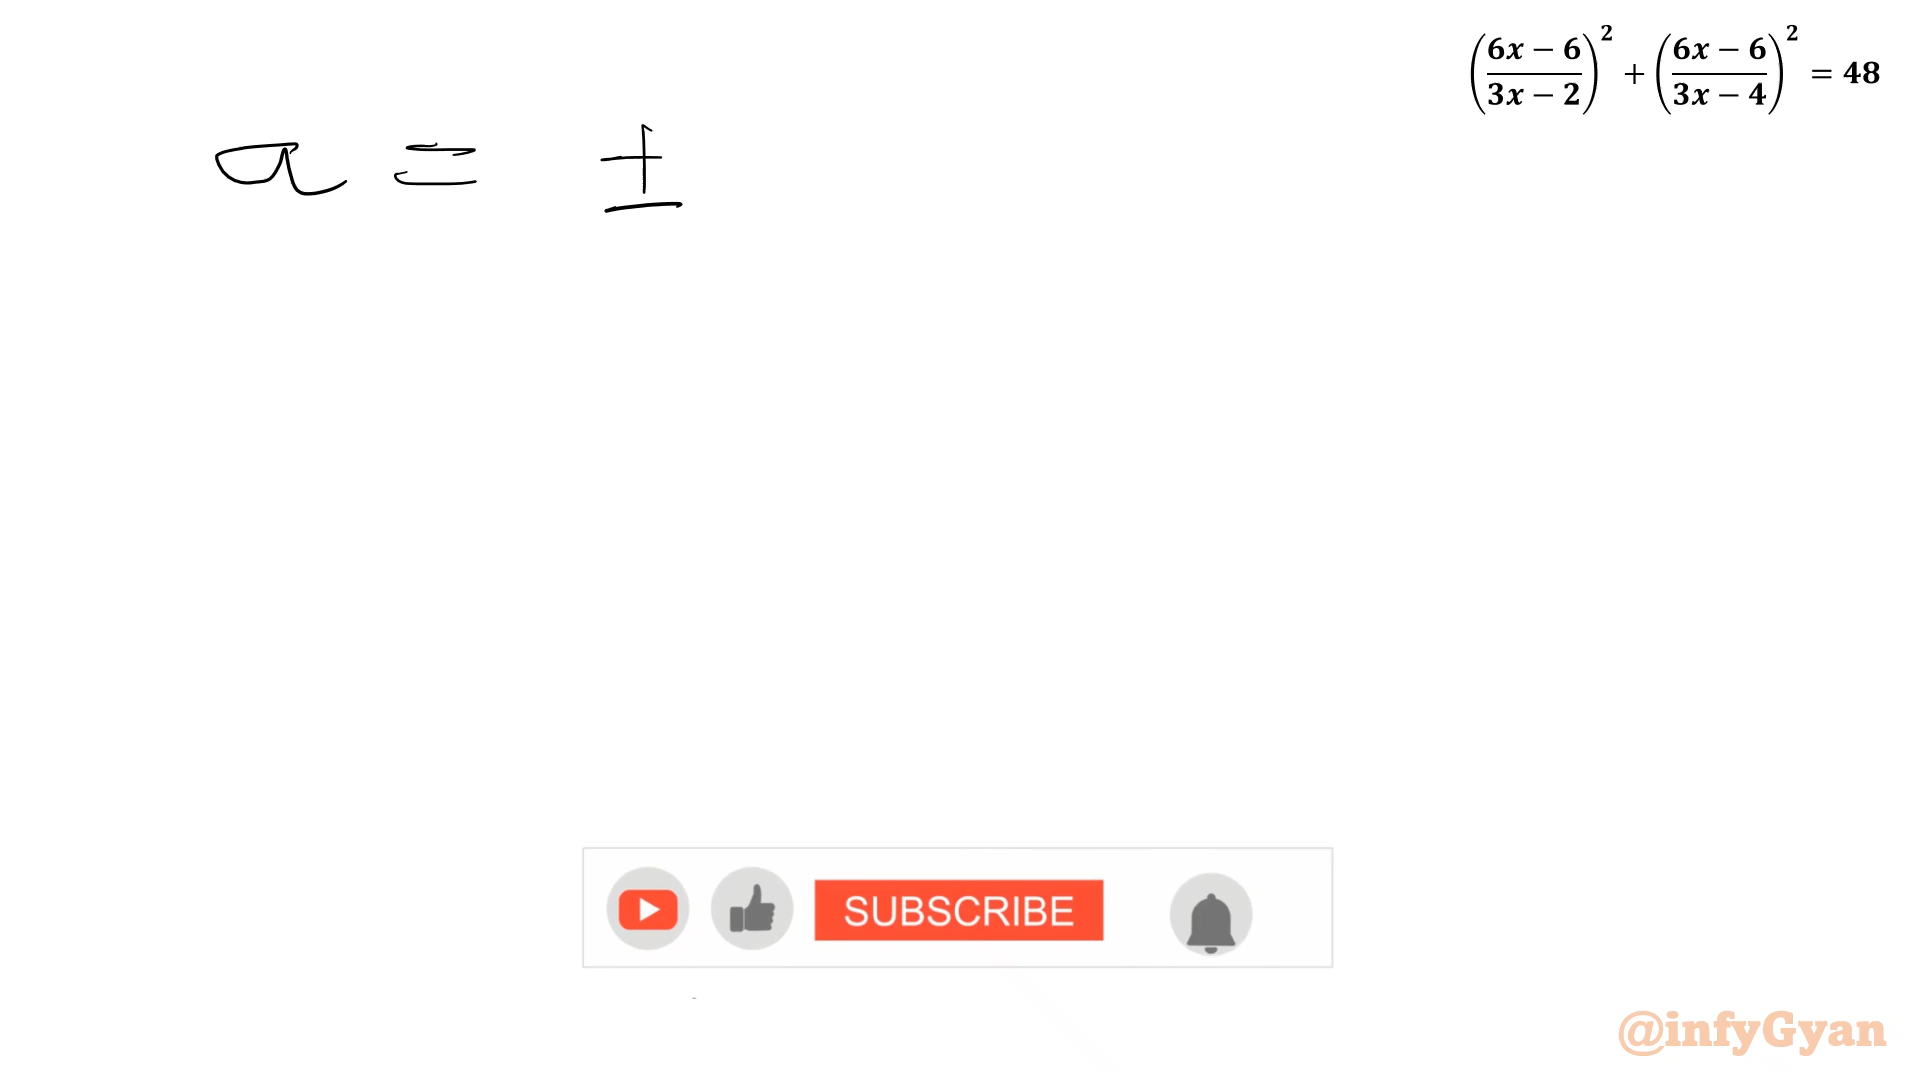 (6x − 6 / 3x − 2)² + (6x − 6 / 3x − 4)² = 48
a = ±
SUBSCRIBE
@infyGyan